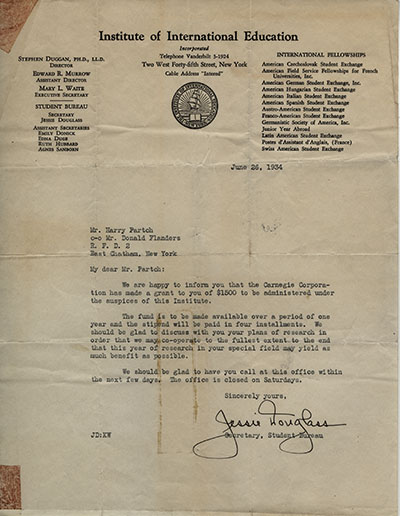 Institute of International Education
Incorporated
Telephone Vanderbilt 3-1924
Two West Forty-fifth Street, New York
Cable Address "Intered"
STEPHEN DUGGAN, PH.D., LL.D.
DIRECTOR
EDWARD R. MURROW
ASSISTANT DIRECTOR
MARY L. WAITE
EXECUTIVE SECRETARY
STUDENT BUREAU
SECRETARY
JESSIE DOUGLASS
ASSISTANT SECRETARIES
EMILY
EDNA
RUTH HUBBARD
AGNES SANBORN
INTERNATIONAL FELLOWSHIPS
American Czechoslovak Student Exchange
American Field Service Fellowships for French
Universities, Inc.
American German Student Exchange, Inc.
American Hungarian Student Exchange
American Italian Student Exchange
American Spanish Student Exchange
Austro-American Student Exchange
Franco-American Student Exchange
Germanistic Society of America, Inc.
Junior Year Abroad
Latin American Student Exchange
Postes d'Assistant d'Anglais, (France)
Swiss American Student Exchange
June 26, 1934
Mr. Harry Partch
c-o Mr. Donald Flanders
R. F. D. 2
East Chatham, New York
My dear Mr. Partch:
We are happy to inform you that the Carnegie Corpora-
tion has made a grant to you of $1500 to be administered under
the auspices of this Institute.
The fund is to be made available over a period of one
year and the stipend will be paid in four installments. We
should be glad to discuss with you your plans of research in
order that we may co-operate to the fullest extent to the end
that this year of research in your special field may yield as
much benefit as possible.
We should be glad to have you call at this office within
the next few days. The office is closed on Saturdays.
Sincerely yours,
Jessie Douglass
Secretary, Student Bureau
JD:KW